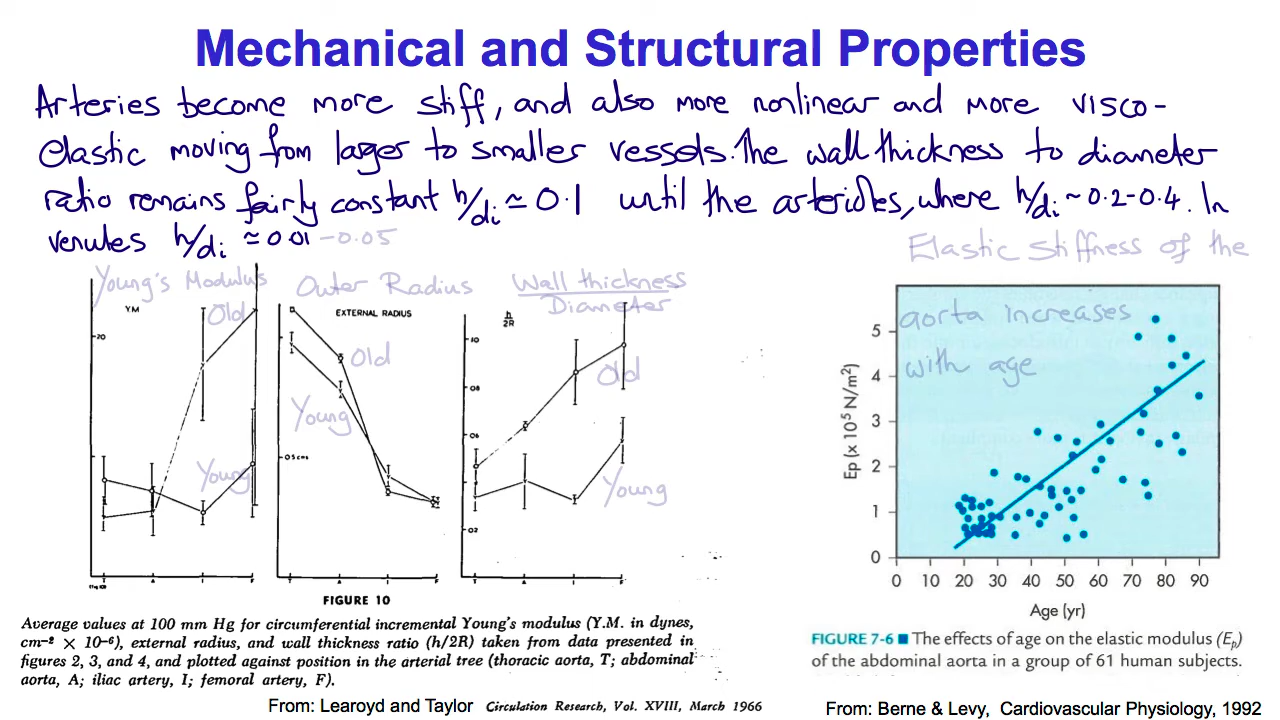 Mechanical and Structural Properties
Arteries become more stiff, and also more nonlinear and more visco-
elastic moving from larger to smaller vessels. The wall thickness to diameter
ratio remains fairly constant h/di ≃ 0.1 until the arterioles, where h/di ~ 0.2-0.4. In
venules h/di ≃ 0.01-0.05
Elastic stiffness of the
aorta increases
with age
Young's Modulus
Outer Radius
Wall thickness
Diameter
YM
Old
Young
20
EXTERNAL RADIUS
Old
Young
0.5 cms
h
2R
Old
Young
.10
.08
.06
.02
T A I F
FIGURE 10
Average values at 100 mm Hg for circumferential incremental Young's modulus (Y.M. in dynes,
cm⁻² × 10⁻⁶), external radius, and wall thickness ratio (h/2R) taken from data presented in
figures 2, 3, and 4, and plotted against position in the arterial tree (thoracic aorta, T; abdominal
aorta, A; iliac artery, I; femoral artery, F).
From: Learoyd and Taylor Circulation Research, Vol. XVIII, March 1966
Ep (x 10⁵ N/m²)
5
4
3
2
1
0
0 10 20 30 40 50 60 70 80 90
Age (yr)
FIGURE 7-6 ■ The effects of age on the elastic modulus (Ep)
of the abdominal aorta in a group of 61 human subjects.
From: Berne & Levy, Cardiovascular Physiology, 1992